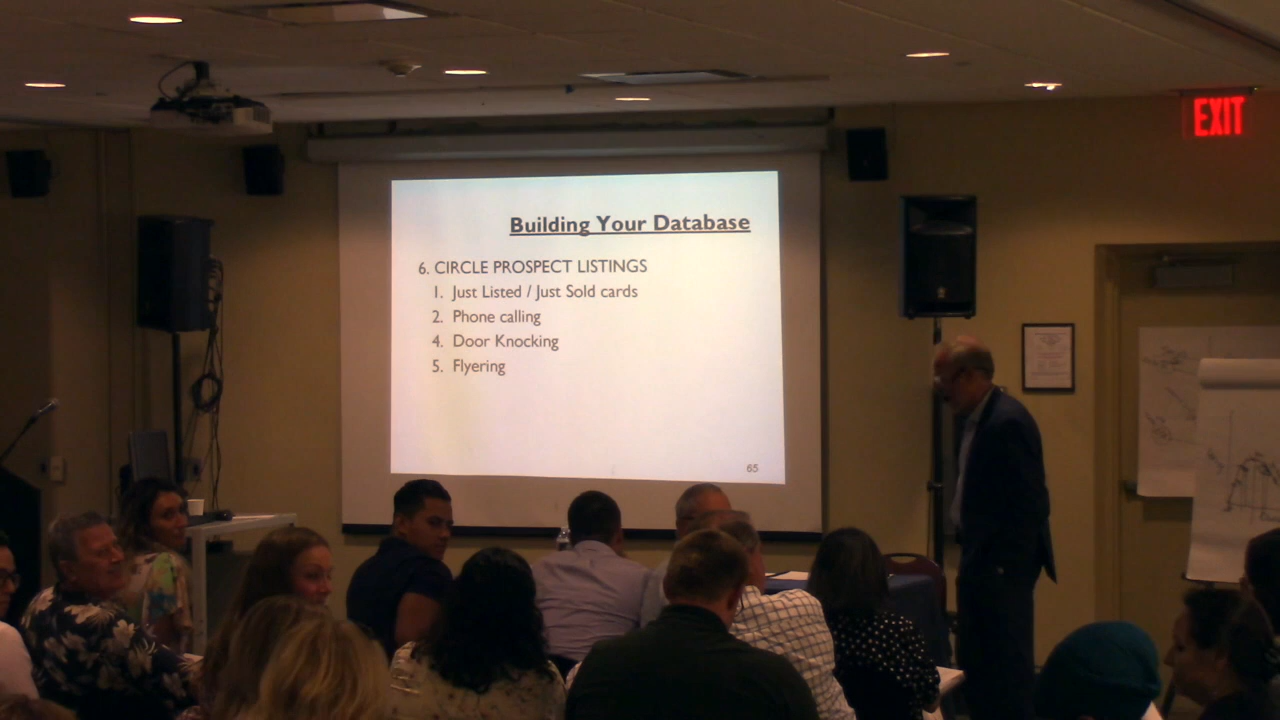 EXIT
Building Your Database
6. CIRCLE PROSPECT LISTINGS
1. Just Listed / Just Sold cards
2. Phone calling
4. Door Knocking
5. Flyering
65